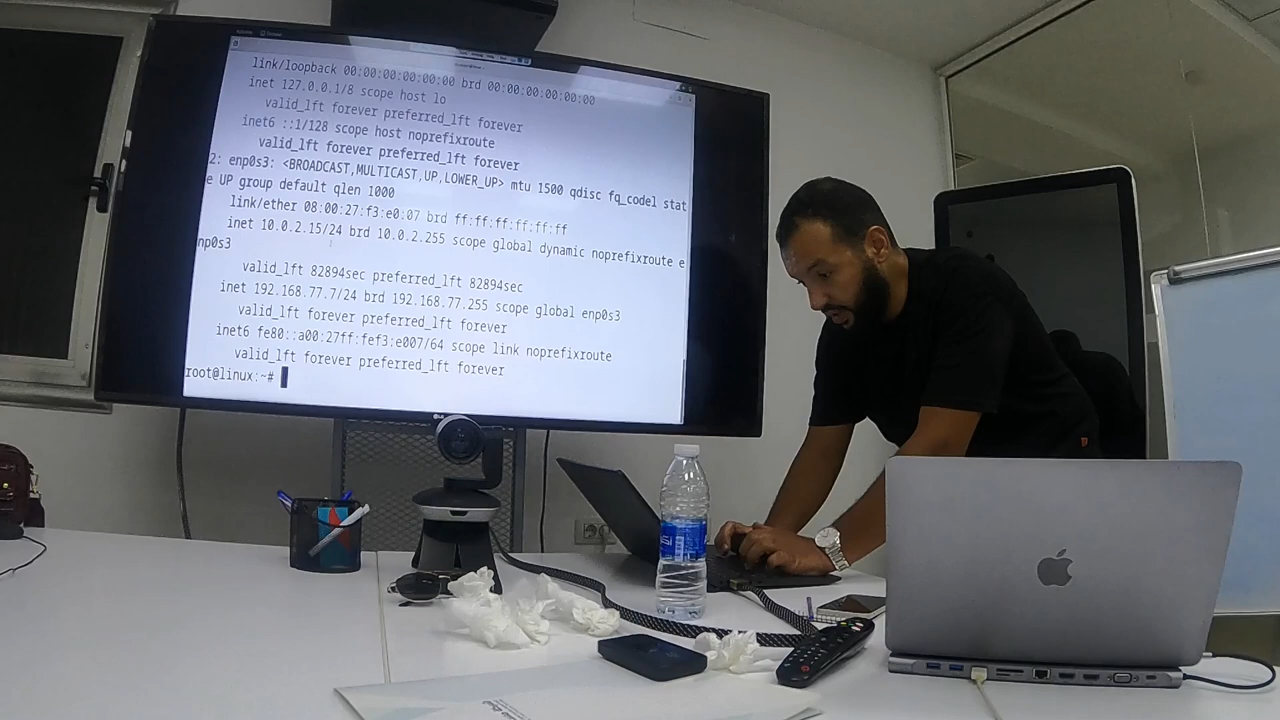 link/loopback 00:00:00:00:00:00 brd 00:00:00:00:00:00
inet 127.0.0.1/8 scope host lo
valid_lft forever preferred_lft forever
inet6 ::1/128 scope host noprefixroute
valid_lft forever preferred_lft forever
2: enp0s3: <BROADCAST,MULTICAST,UP,LOWER_UP> mtu 1500 qdisc fq_codel stat
e UP group default qlen 1000
link/ether 08:00:27:f3:e0:07 brd ff:ff:ff:ff:ff:ff
inet 10.0.2.15/24 brd 10.0.2.255 scope global dynamic noprefixroute e
np0s3
valid_lft 82894sec preferred_lft 82894sec
inet 192.168.77.7/24 brd 192.168.77.255 scope global enp0s3
valid_lft forever preferred_lft forever
inet6 fe80::a00:27ff:fef3:e007/64 scope link noprefixroute
valid_lft forever preferred_lft forever
root@linux:~#
LG